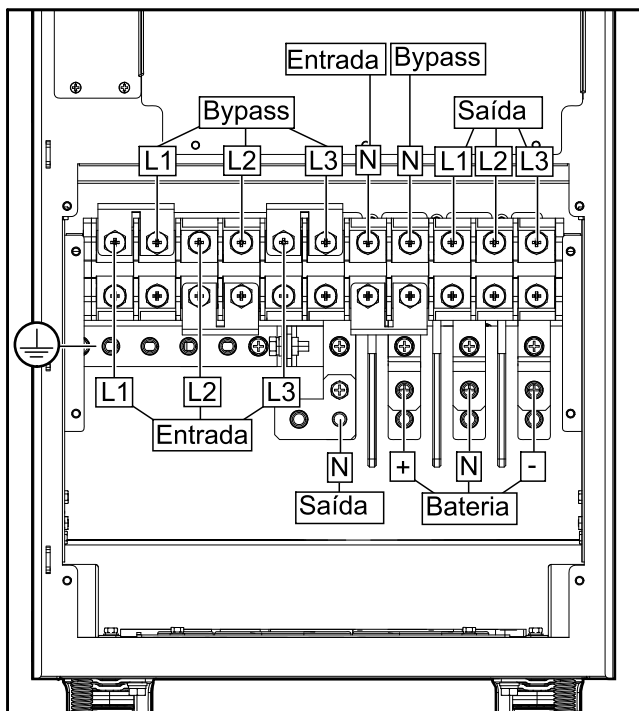 Entrada Bypass
Bypass Saída
L1 L2 L3 N N L1 L2 L3
L1 L2 L3
Entrada
N + N -
Saída Bateria